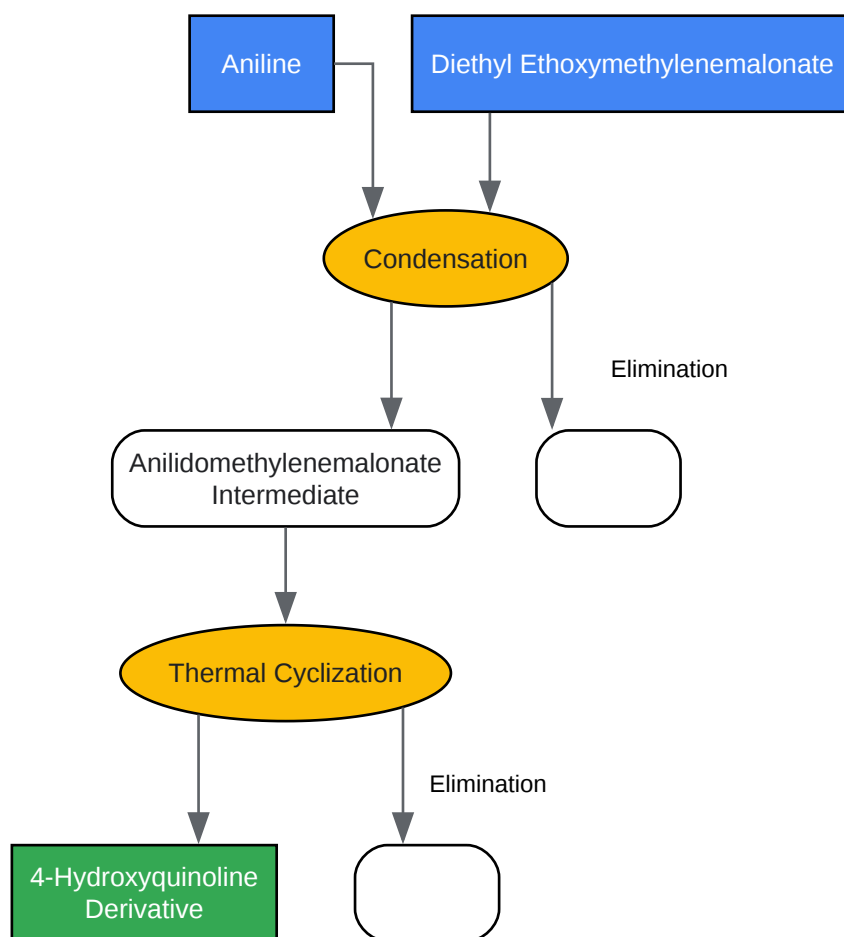 Aniline
Diethyl Ethoxymethylenemalonate
Condensation
Elimination
Anilidomethylenemalonate
Intermediate
Thermal Cyclization
Elimination
4-Hydroxyquinoline
Derivative